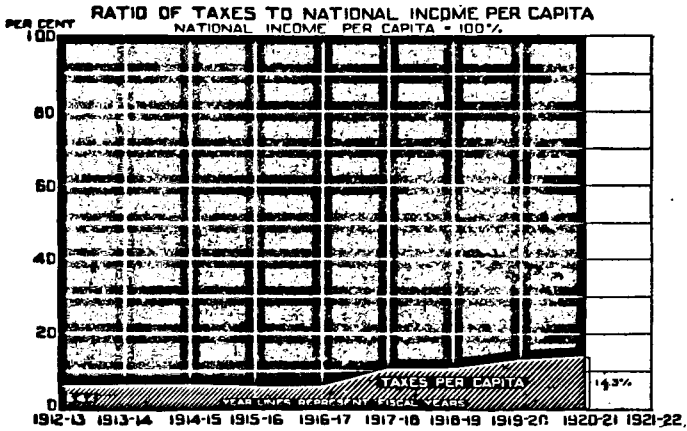 RATIO OF TAXES TO NATIONAL INCOME PER CAPITA
PER CENT
NATIONAL INCOME PER CAPITA = 100%
100
80
60
40
20
0
TAXES PER CAPITA
YEAR LINES REPRESENT FISCAL YEARS
14.3%
1912-13 1913-14 1914-15 1915-16 1916-17 1917-18 1918-19 1919-20 1920-21 1921-22,